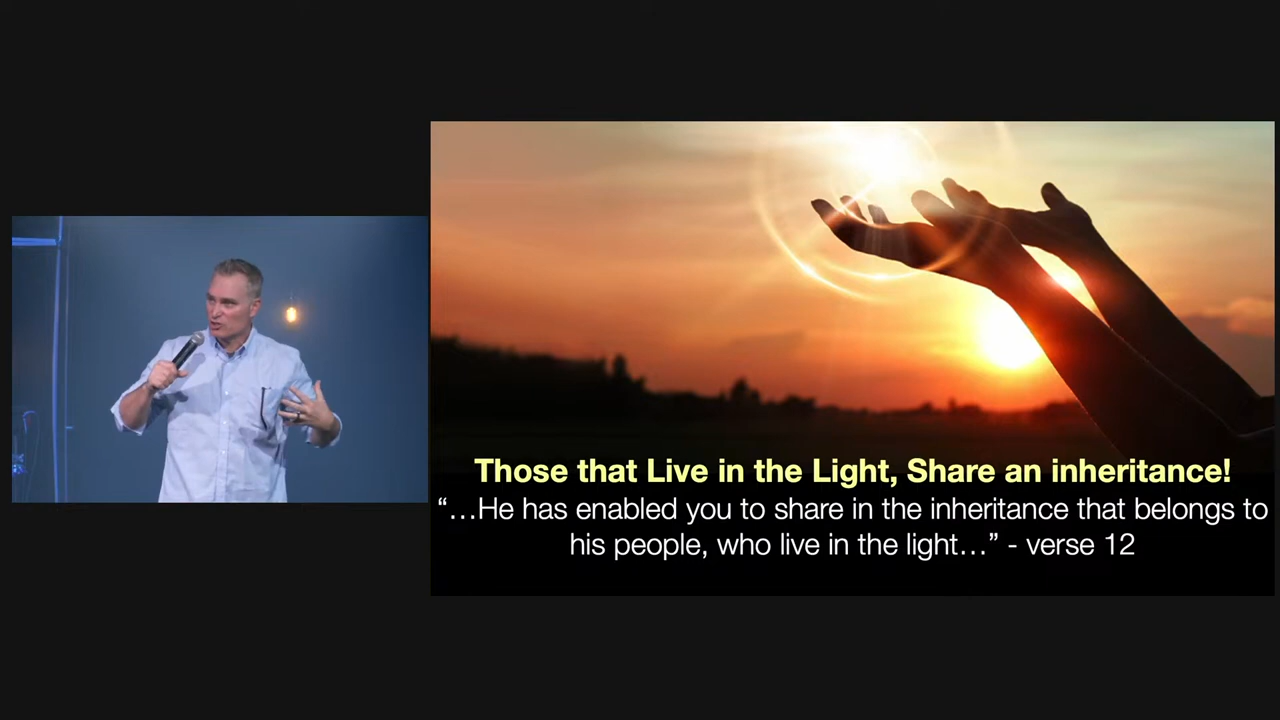 Those that Live in the Light, Share an inheritance!
“…He has enabled you to share in the inheritance that belongs to
his people, who live in the light…” - verse 12